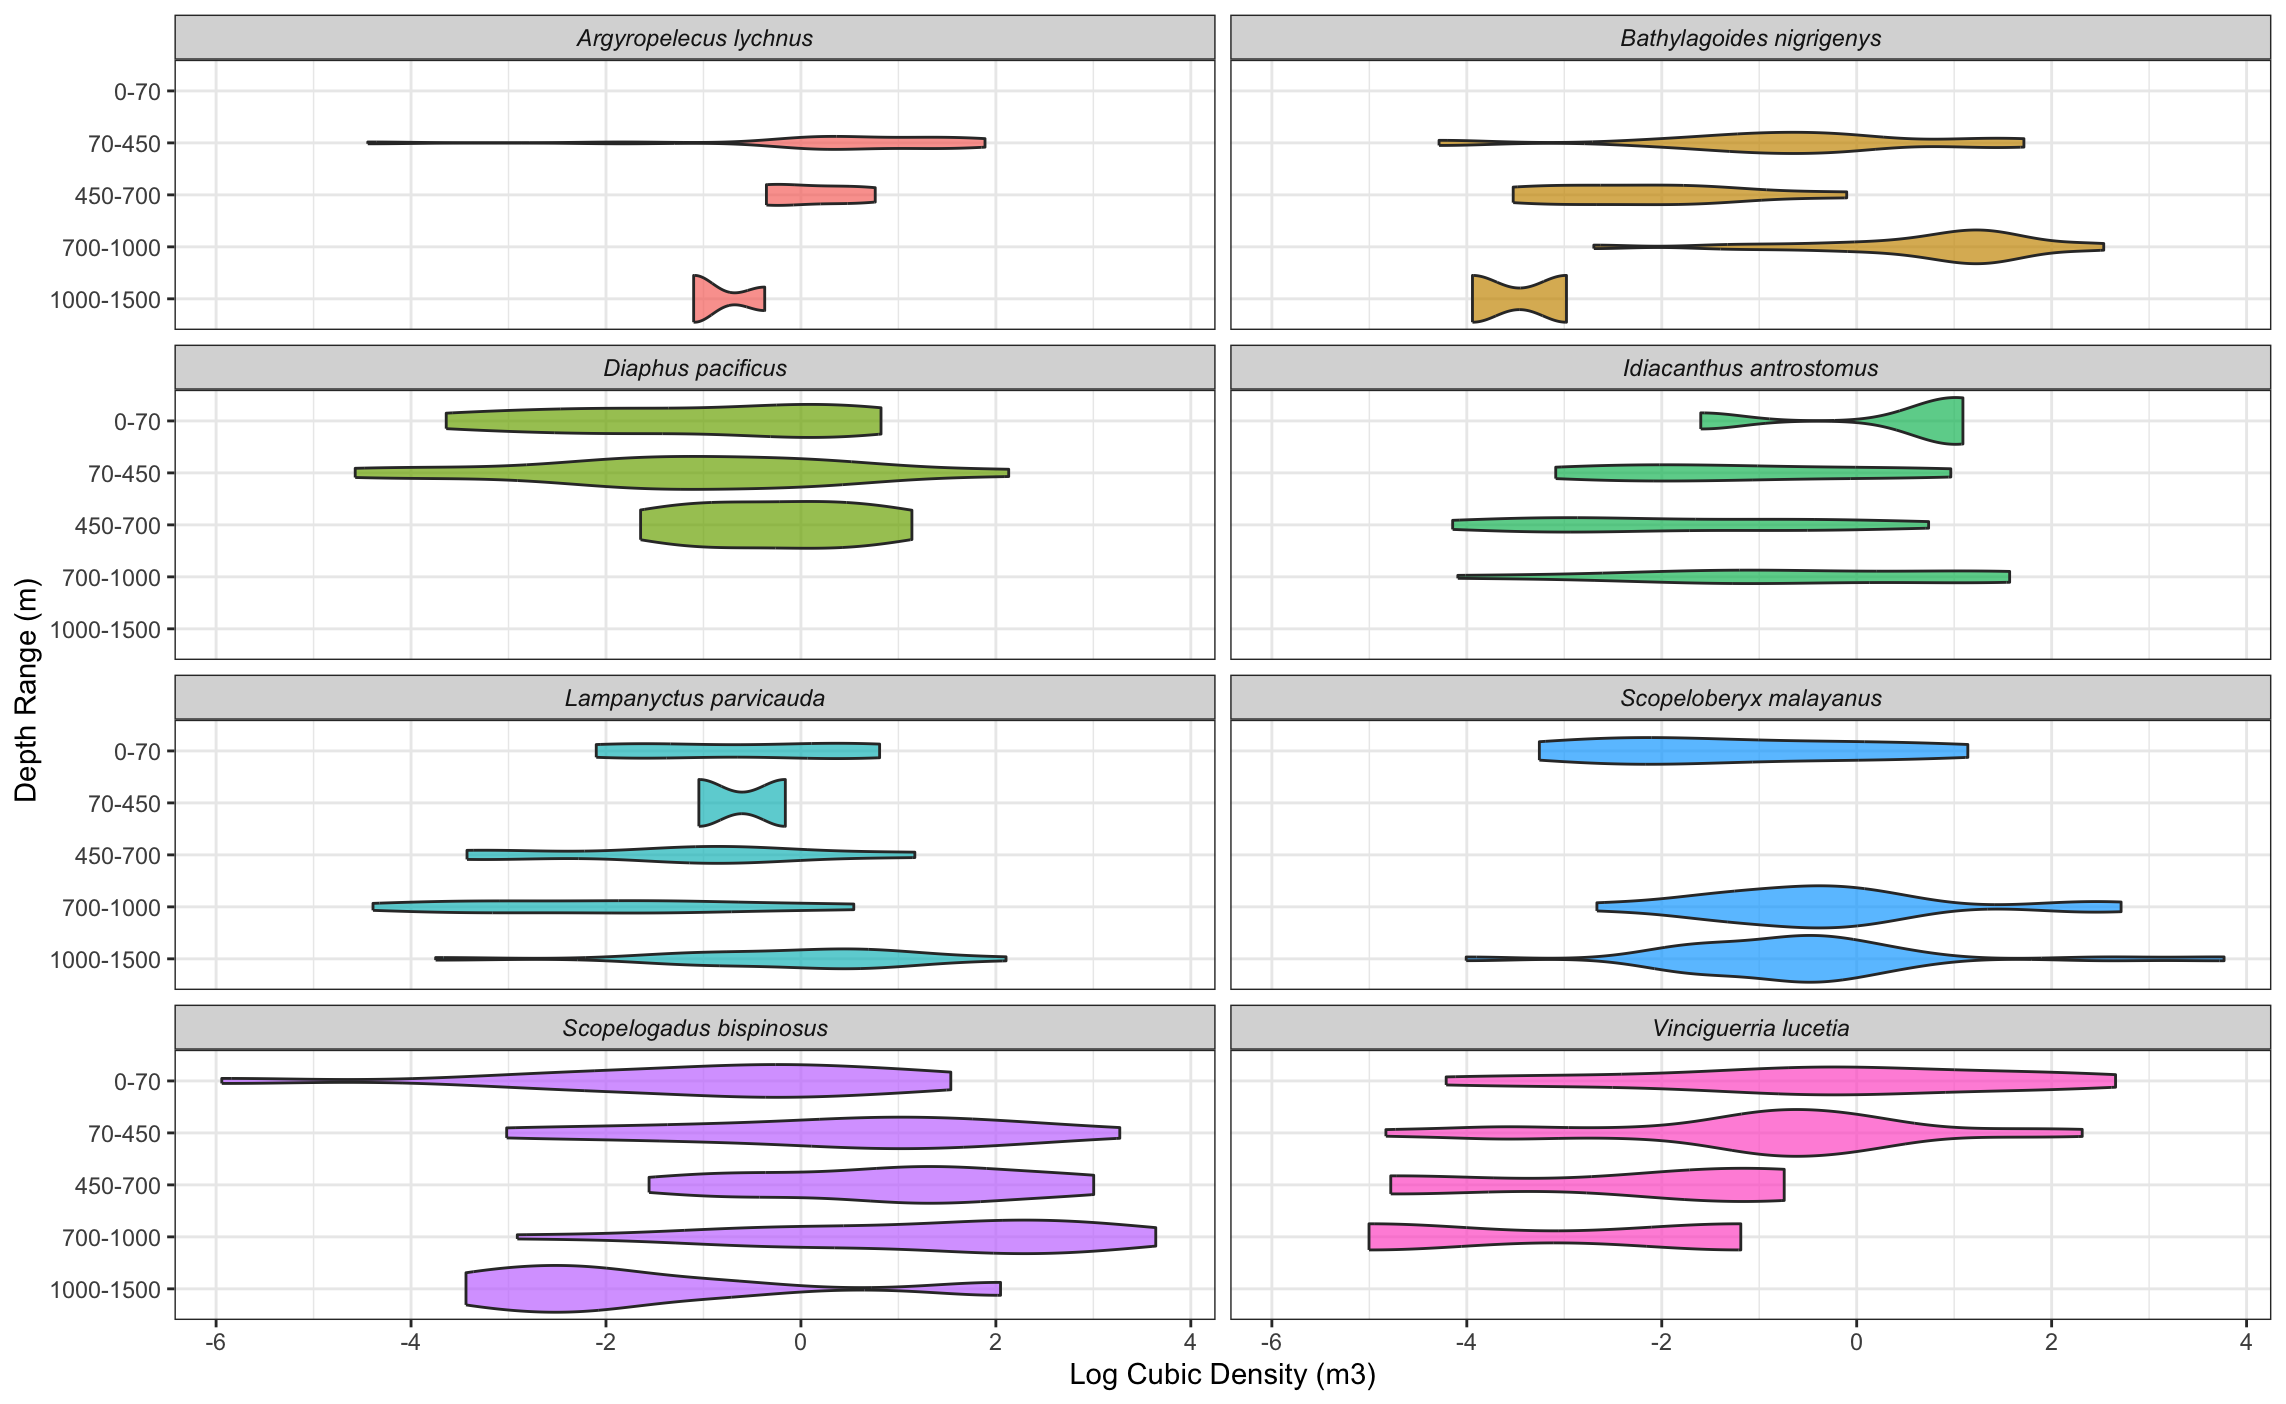 Argyropelecus lychnus
Bathylagoides nigrigenys
0-70
70-450
450-700
700-1000
1000-1500
Diaphus pacificus
Idiacanthus antrostomus
0-70
70-450
450-700
700-1000
1000-1500
Lampanyctus parvicauda
Scopeloberyx malayanus
0-70
70-450
450-700
700-1000
1000-1500
Scopelogadus bispinosus
Vinciguerria lucetia
0-70
70-450
450-700
700-1000
1000-1500
-6 -4 -2 0 2 4
-6 -4 -2 0 2 4
Log Cubic Density (m3)
Depth Range (m)